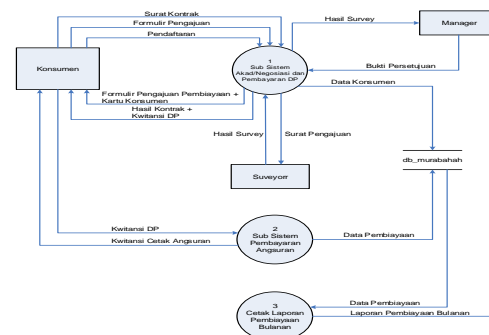 Surat Kontrak
Formulir Pengajuan
Pendaftaran
Hasil Survey
Manager
Konsumen
1
Sub Sistem
Akad/Negosiasi dan
Pembayaran DP
Bukti Persetujuan
Data Konsumen
Formulir Pengajuan Pembiayaan +
Kartu Konsumen
Hasil Kontrak +
Kwitansi DP
Hasil Survey
Surat Pengajuan
db_murabahah
Suveyorr
Kwitansi DP
Kwitansi Cetak Angsuran
2
Sub Sistem
Pembayaran
Angsuran
Data Pembiayaan
3
Cetak Laporan
Pembiayaan
Bulanan
Data Pembiayaan
Laporan Pembiayaan Bulanan